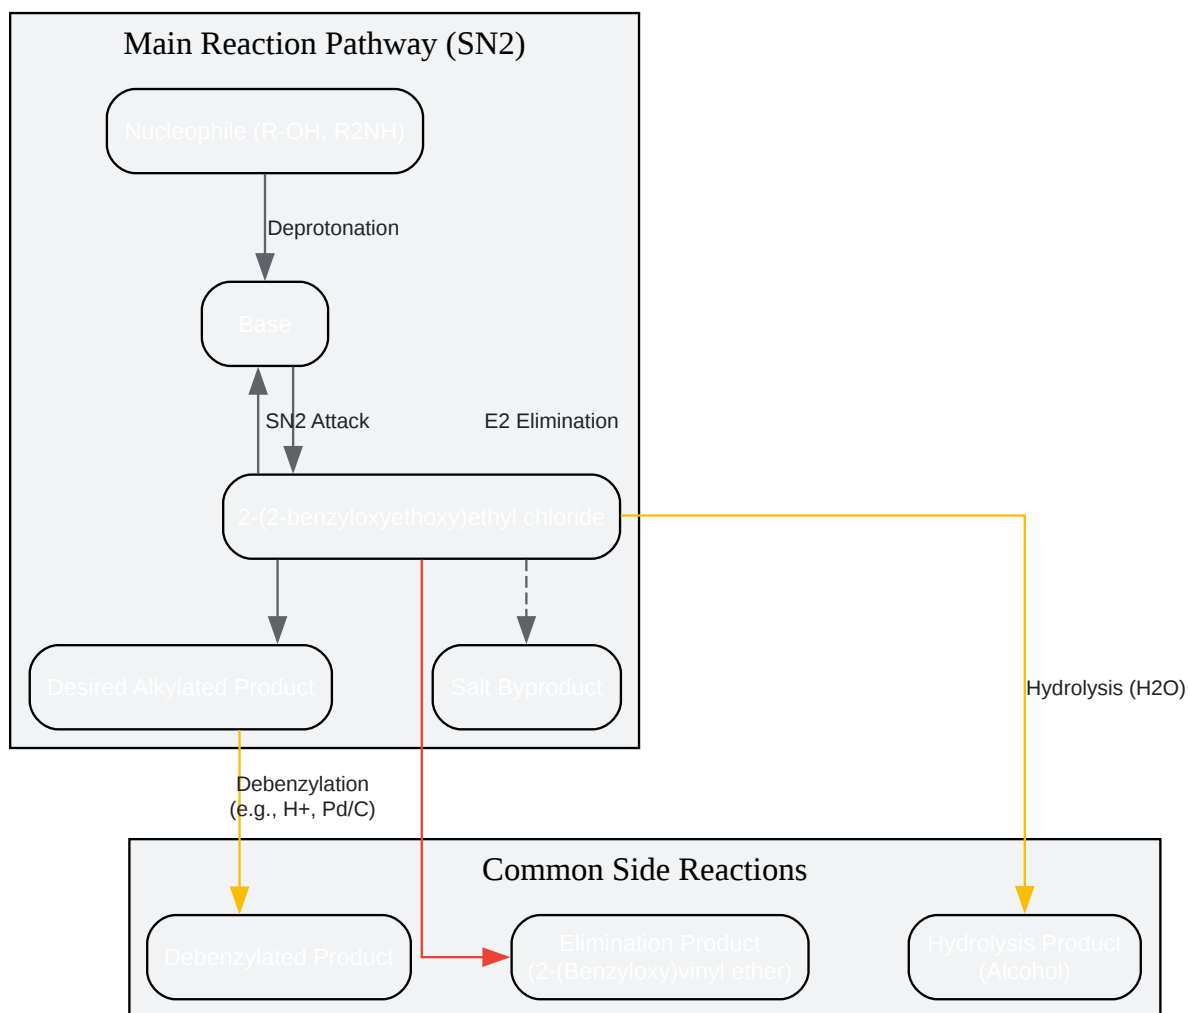 Main Reaction Pathway (SN2)
Nucleophile (R-OH, R2NH)
Deprotonation
Base
SN2 Attack
E2 Elimination
2-(2-benzyloxyethoxy)ethyl chloride
Desired Alkylated Product
Salt Byproduct
Hydrolysis (H2O)
Debenzylation
(e.g., H+, Pd/C)
Common Side Reactions
Debenzylated Product
Elimination Product
(2-(Benzyloxy)vinyl ether)
Hydrolysis Product
(Alcohol)